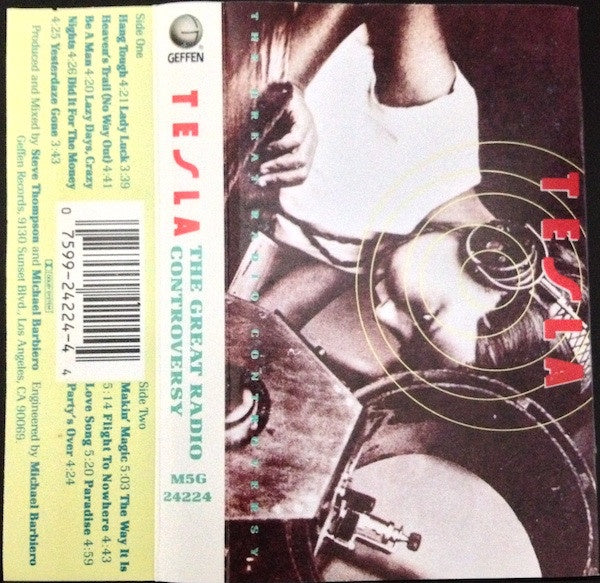 Side One
Hang Tough 4:21 Lady Luck 3:39
Heaven's Trail (No Way Out) 4:41
Be A Man 4:20 Lazy Days, Crazy
Nights 4:26 Did It For The Money
4:25 Yesterdaze Gone 3:43
Side Two
Makin' Magic 5:03 The Way It Is
5:14 Flight To Nowhere 4:43
Love Song 5:20 Paradise 4:59
Party's Over 4:24
0 7599-24224-4 4
Produced and Mixed by Steve Thompson and Michael Barbiero Engineered by Michael Barbiero
Geffen Records, 9130 Sunset Blvd., Los Angeles, CA 90069.
GEFFEN
TESLA
THE GREAT RADIO
CONTROVERSY
M5G
24224
TESLA
THE GREAT RADIO CONTROVERSY